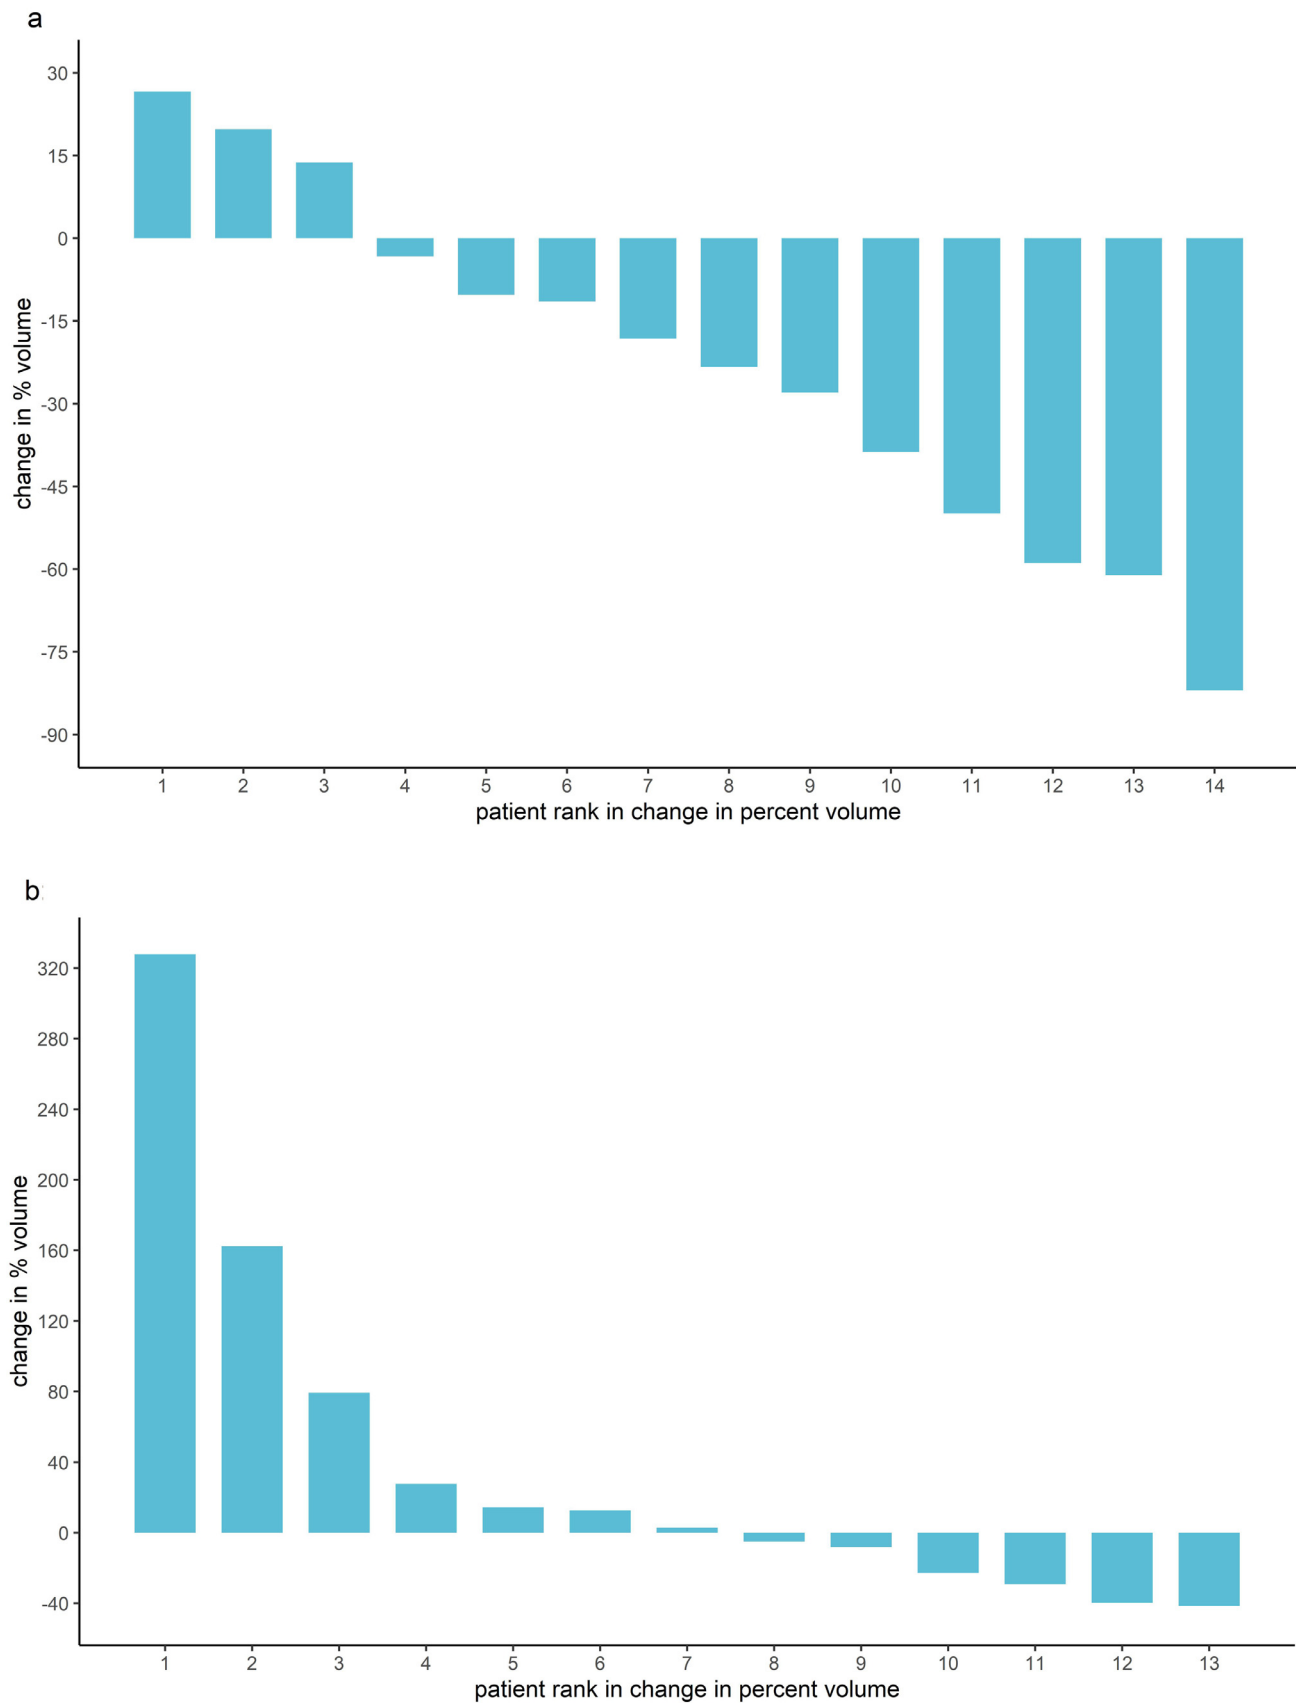 a
30
15
0
-15
-30
-45
-60
-75
-90
change in % volume
1 2 3 4 5 6 7 8 9 10 11 12 13 14
patient rank in change in percent volume
b
320
280
240
200
160
120
80
40
0
-40
change in % volume
1 2 3 4 5 6 7 8 9 10 11 12 13
patient rank in change in percent volume